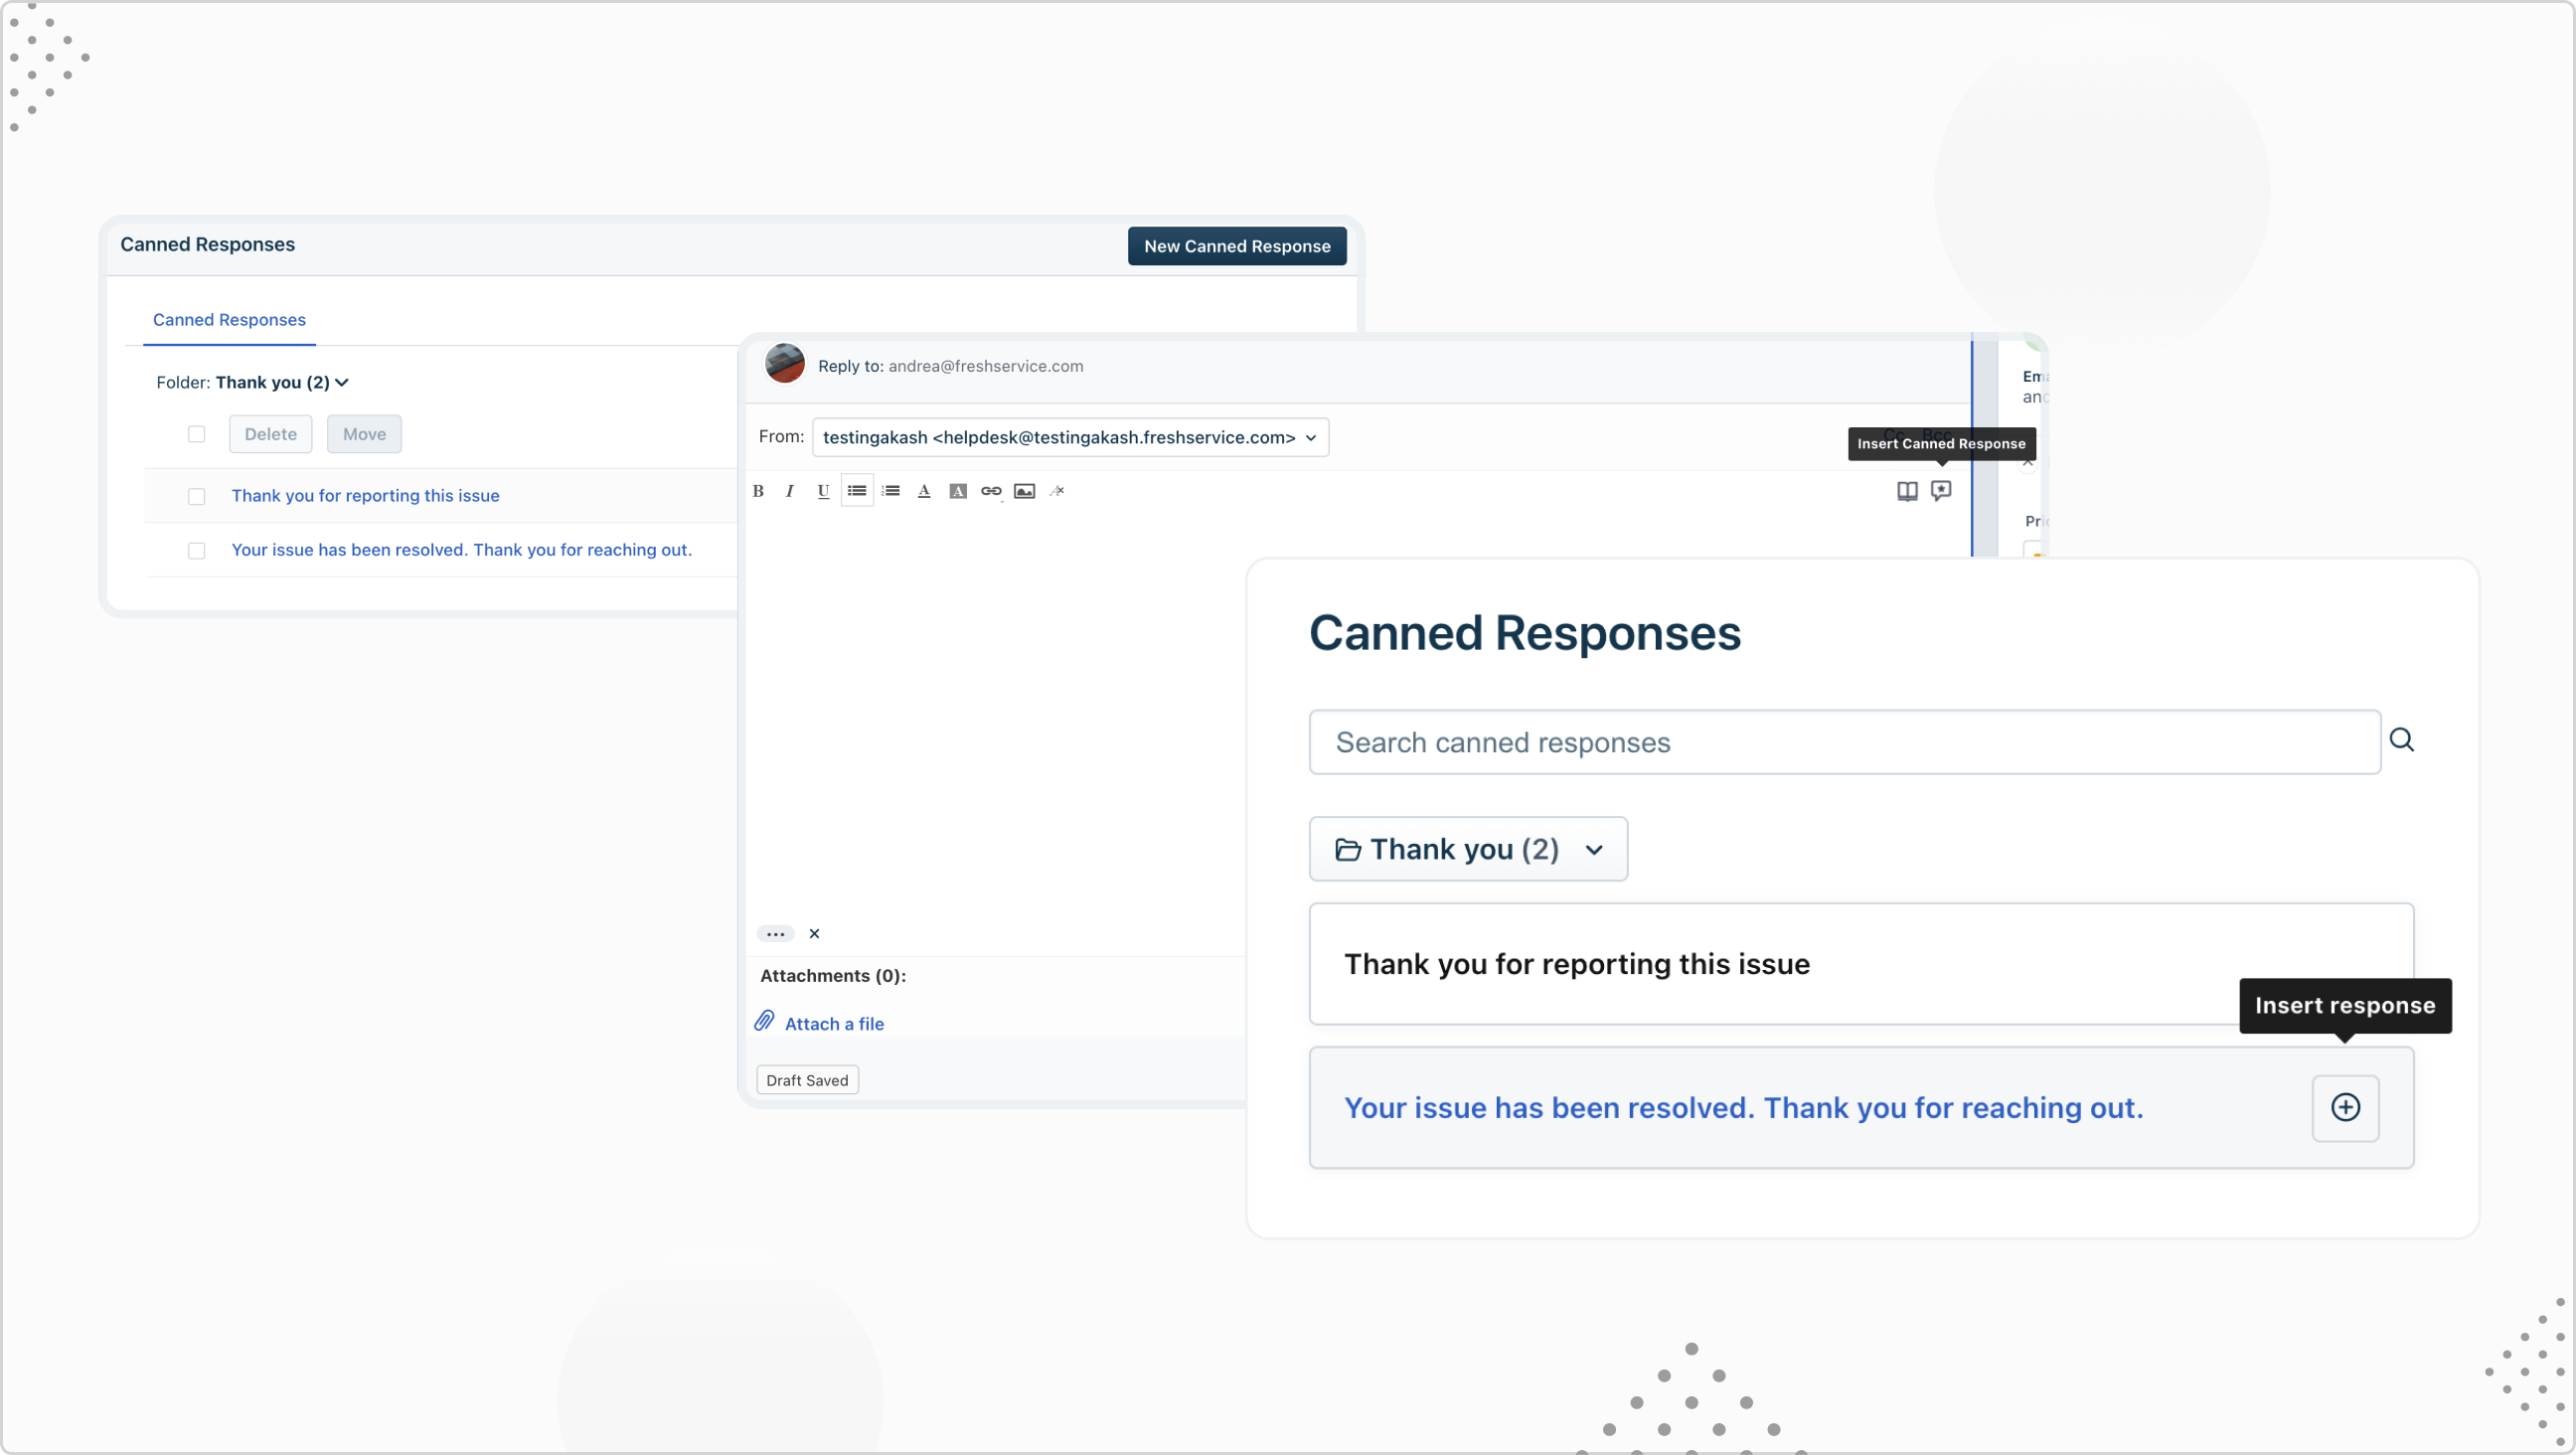 Canned Responses
New Canned Response
Canned Responses
Folder: Thank you (2)
Delete
Move
Thank you for reporting this issue
Your issue has been resolved. Thank you for reaching out.
Reply to: andrea@freshservice.com
From: testingakash <helpdesk@testingakash.freshservice.com>
Insert Canned Response
B I U A A
Attachments (0):
Attach a file
Draft Saved
Canned Responses
Search canned responses
Thank you (2)
Thank you for reporting this issue
Insert response
Your issue has been resolved. Thank you for reaching out.